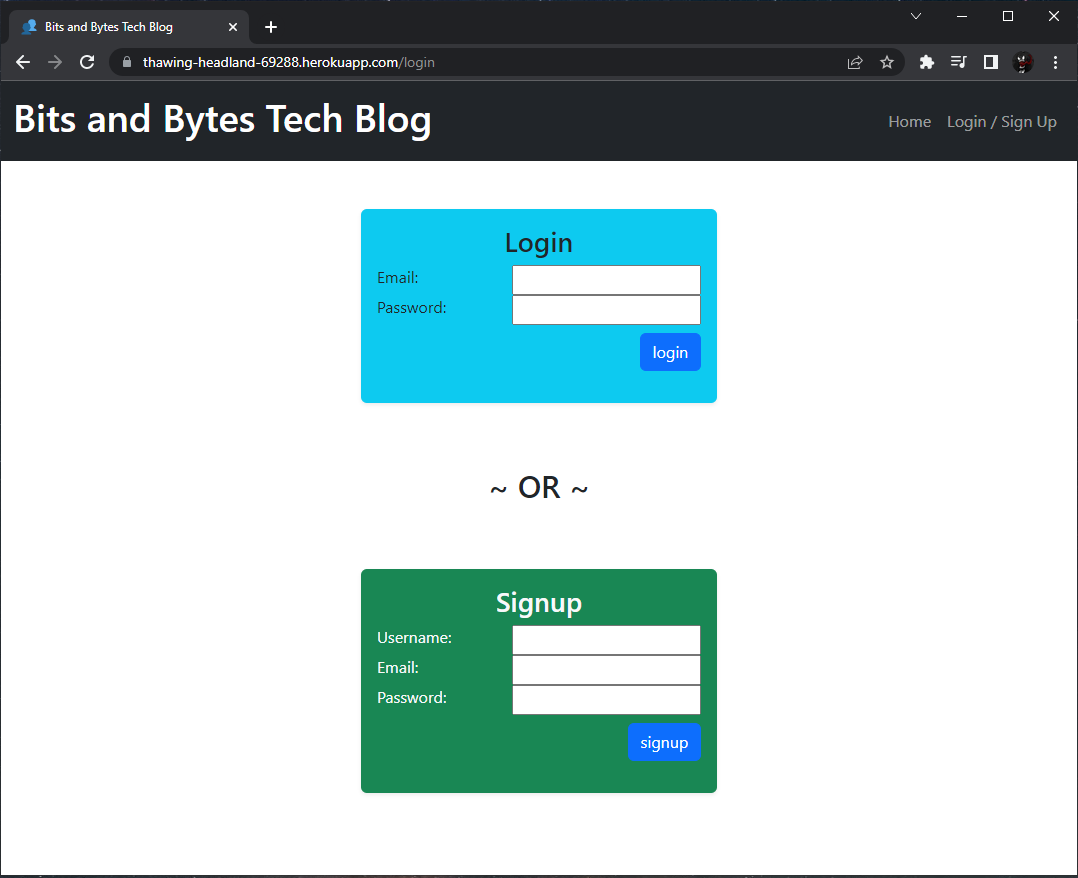 Bits and Bytes Tech Blog
thawing-headland-69288.herokuapp.com/login
Bits and Bytes Tech Blog
Home Login / Sign Up
Login
Email:
Password:
login
~ OR ~
Signup
Username:
Email:
Password:
signup